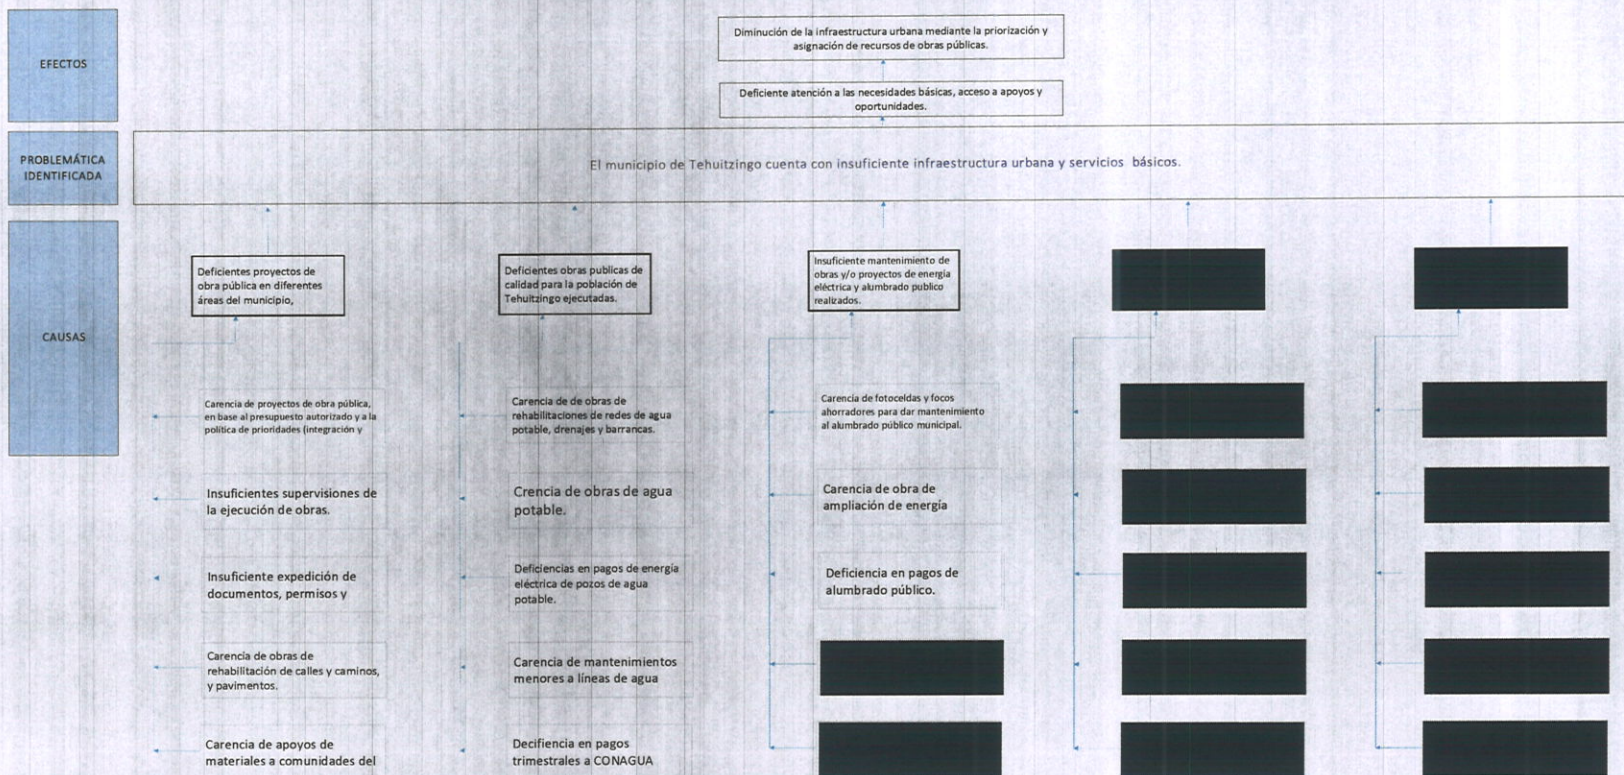 EFECTOS
Diminución de la infraestructura urbana mediante la priorización y
asignación de recursos de obras públicas.
Deficiente atención a las necesidades básicas, acceso a apoyos y
oportunidades.
PROBLEMÁTICA
IDENTIFICADA
El municipio de Tehuitzingo cuenta con insuficiente infraestructura urbana y servicios básicos.
CAUSAS
Deficientes proyectos de
obra pública en diferentes
áreas del municipio,
Carencia de proyectos de obra pública,
en base al presupuesto autorizado y a la
política de prioridades (integración y
Insuficientes supervisiones de
la ejecución de obras.
Insuficiente expedición de
documentos, permisos y
Carencia de obras de
rehabilitación de calles y caminos,
y pavimentos.
Carencia de apoyos de
materiales a comunidades del
Deficientes obras publicas de
calidad para la población de
Tehuitzingo ejecutadas.
Carencia de de obras de
rehabilitaciones de redes de agua
potable, drenajes y barrancas.
Crencia de obras de agua
potable.
Deficiencias en pagos de energía
eléctrica de pozos de agua
potable.
Carencia de mantenimientos
menores a líneas de agua
Decifiencia en pagos
trimestrales a CONAGUA
Insuficiente mantenimiento de
obras y/o proyectos de energía
eléctrica y alumbrado publico
realizados.
Carencia de fotoceldas y focos
ahorradores para dar mantenimiento
al alumbrado público municipal.
Carencia de obra de
ampliación de energía
Deficiencia en pagos de
alumbrado público.